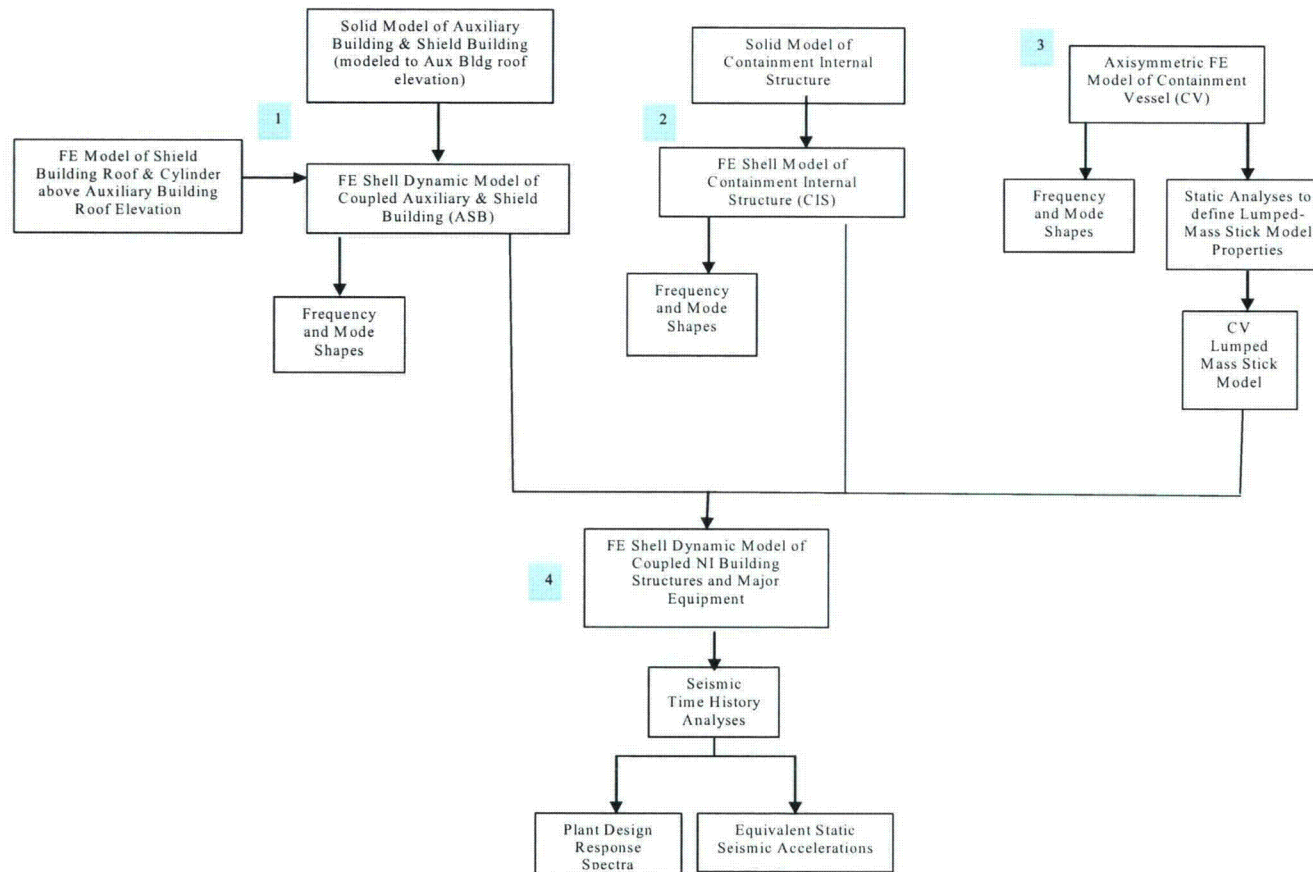 Solid Model of Auxiliary
Building & Shield Building
(modeled to Aux Bldg roof
elevation)
1
FE Model of Shield
Building Roof & Cylinder
above Auxiliary Building
Roof Elevation
FE Shell Dynamic Model of
Coupled Auxiliary & Shield
Building (ASB)
Frequency
and Mode
Shapes
Solid Model of
Containment Internal
Structure
2
FE Shell Model of
Containment Internal
Structure (CIS)
Frequency
and Mode
Shapes
3
Axisymmetric FE
Model of Containment
Vessel (CV)
Frequency
and Mode
Shapes
Static Analyses to
define Lumped-
Mass Stick Model
Properties
CV
Lumped
Mass Stick
Model
4
FE Shell Dynamic Model of
Coupled NI Building
Structures and Major
Equipment
Seismic
Time History
Analyses
Plant Design
Response
Spectra
Equivalent Static
Seismic Accelerations